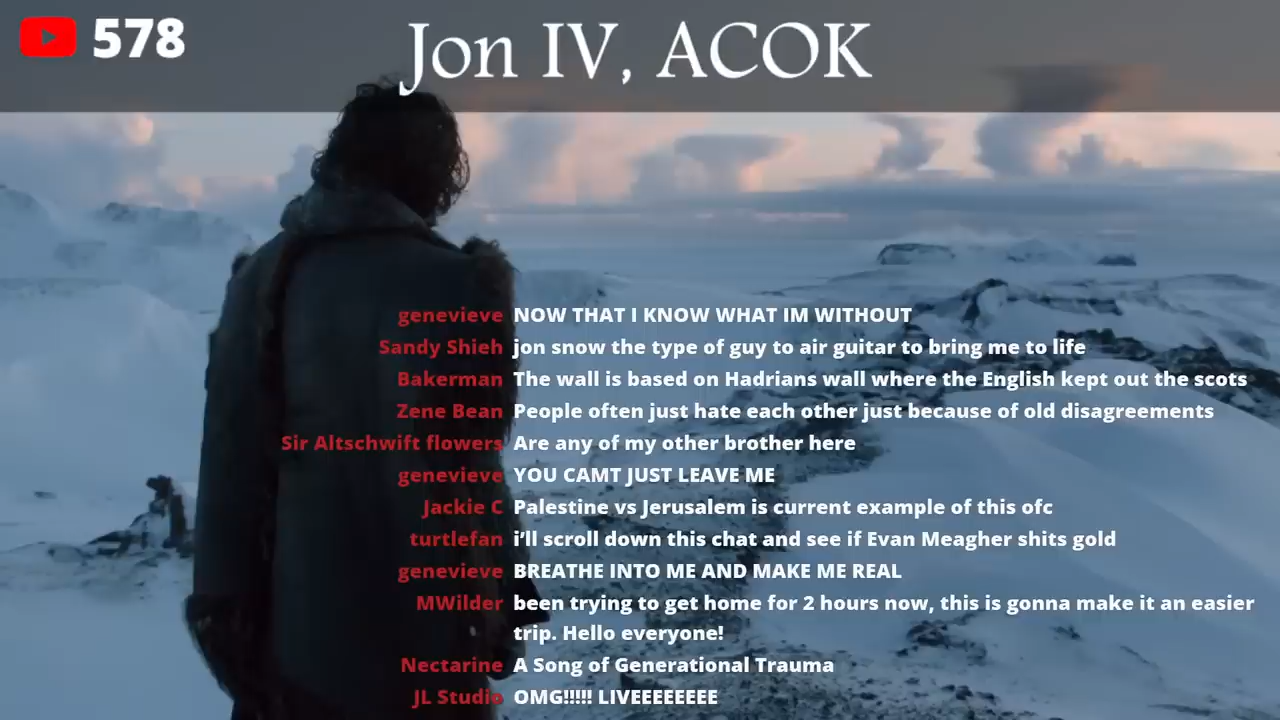 578
Jon IV, ACOK
genevieve NOW THAT I KNOW WHAT IM WITHOUT
Sandy Shieh jon snow the type of guy to air guitar to bring me to life
Bakerman The wall is based on Hadrians wall where the English kept out the scots
Zene Bean People often just hate each other just because of old disagreements
Sir Altschwift flowers Are any of my other brother here
genevieve YOU CAMT JUST LEAVE ME
Jackie C Palestine vs Jerusalem is current example of this ofc
turtlefan i’ll scroll down this chat and see if Evan Meagher shits gold
genevieve BREATHE INTO ME AND MAKE ME REAL
MWilder been trying to get home for 2 hours now, this is gonna make it an easier
trip. Hello everyone!
Nectarine A Song of Generational Trauma
JL Studio OMG!!!!! LIVEEEEEEEE